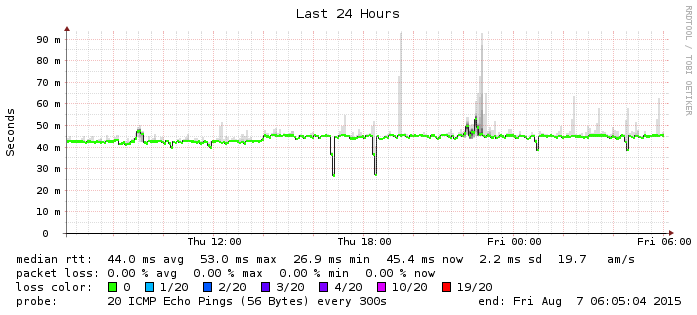 Last 24 Hours
RRDTOOL / TOBI OETIKER
Seconds
90 m
80 m
70 m
60 m
50 m
40 m
30 m
20 m
10 m
0
Thu 12:00 Thu 18:00 Fri 00:00 Fri 06:00
median rtt: 44.0 ms avg 53.0 ms max 26.9 ms min 45.4 ms now 2.2 ms sd 19.7 am/s
packet loss: 0.00 % avg 0.00 % max 0.00 % min 0.00 % now
loss color: 0 1/20 2/20 3/20 4/20 10/20 19/20
probe: 20 ICMP Echo Pings (56 Bytes) every 300s end: Fri Aug 7 06:05:04 2015